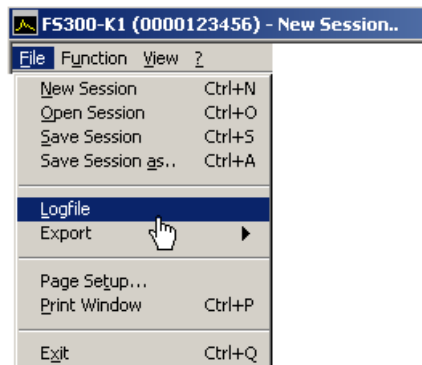 FS300-K1 (0000123456) - New Session..
File Function View ?
New Session Ctrl+N
Open Session Ctrl+O
Save Session Ctrl+S
Save Session as.. Ctrl+A
Logfile
Export
Page Setup...
Print Window Ctrl+P
Exit Ctrl+Q